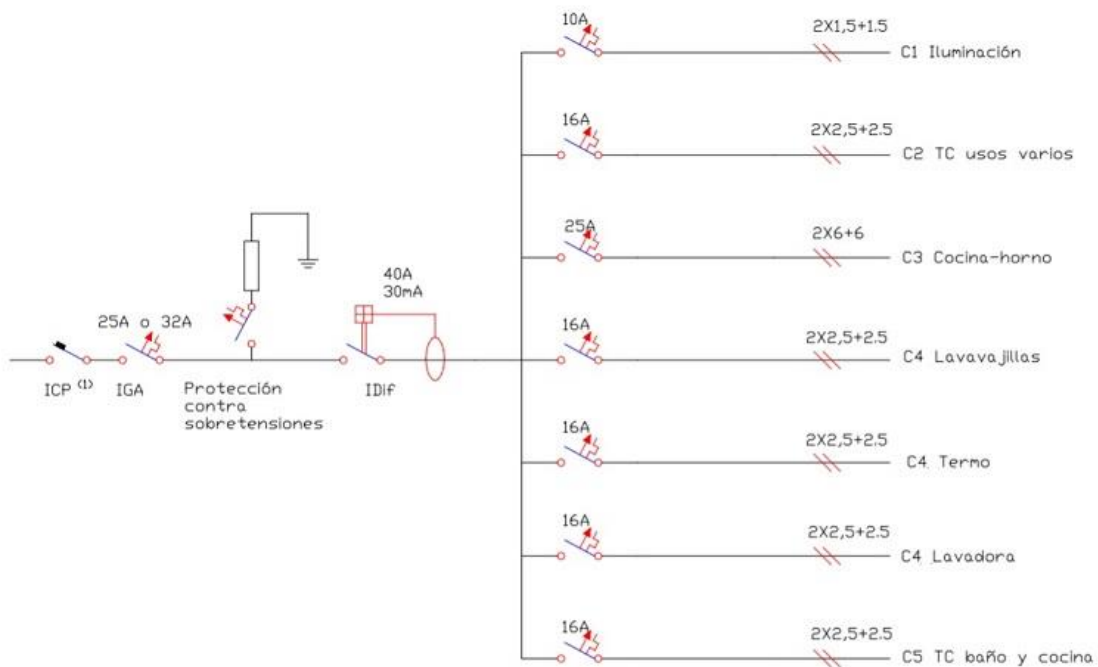 10A
2X1,5+1.5
C1 Iluminación
16A
2X2,5+2.5
C2 TC usos varios
25A
2X6+6
C3 Cocina-horno
40A
30mA
25A o 32A
ICP (1)
IGA
Protección
contra
sobretensiones
IDif
16A
2X2,5+2.5
C4 Lavavajillas
16A
2X2,5+2.5
C4 Termo
16A
2X2,5+2.5
C4 Lavadora
16A
2X2,5+2.5
C5 TC baño y cocina